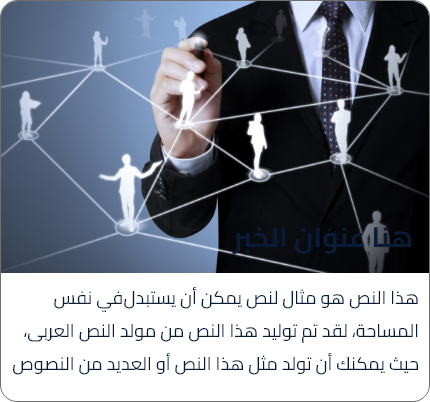 هنا عنوان الخبر
هذا النص هو مثال لنص يمكن أن يستبدل في نفس
المساحة، لقد تم توليد هذا النص من مولد النص العربى،
حيث يمكنك أن تولد مثل هذا النص أو العديد من النصوص